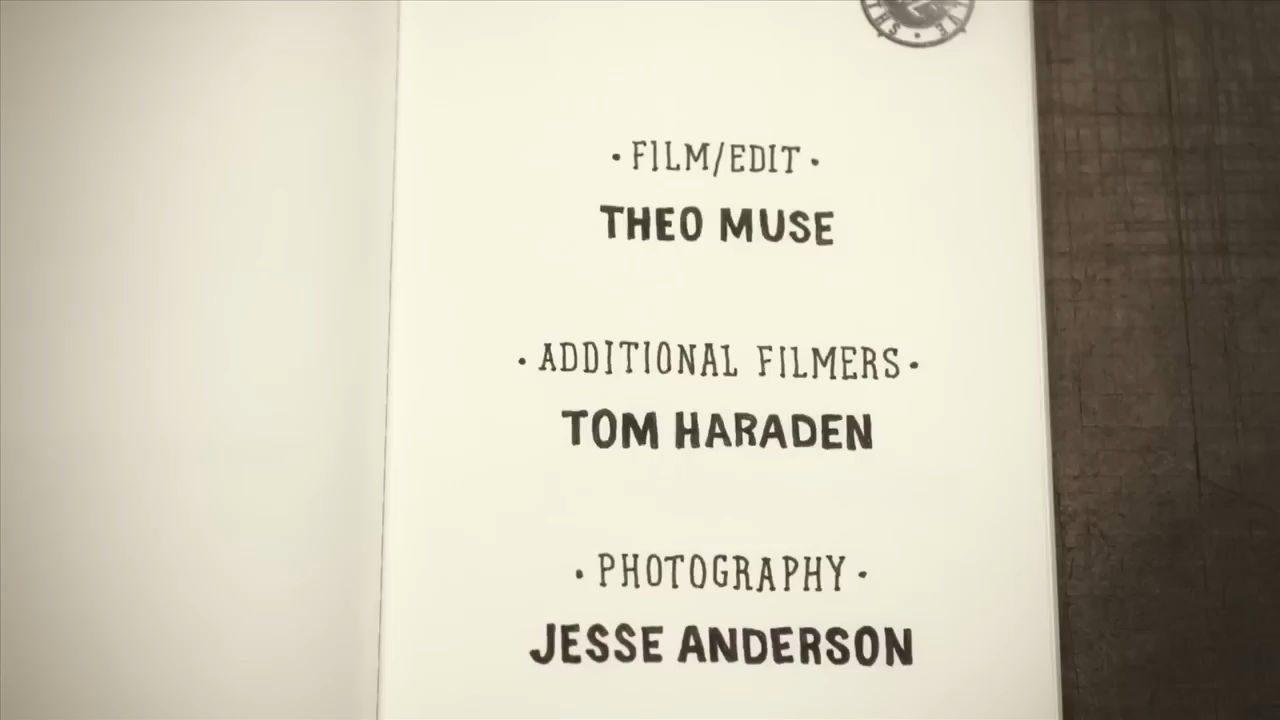 • FILM/EDIT •
THEO MUSE
• ADDITIONAL FILMERS •
TOM HARADEN
• PHOTOGRAPHY •
JESSE ANDERSON